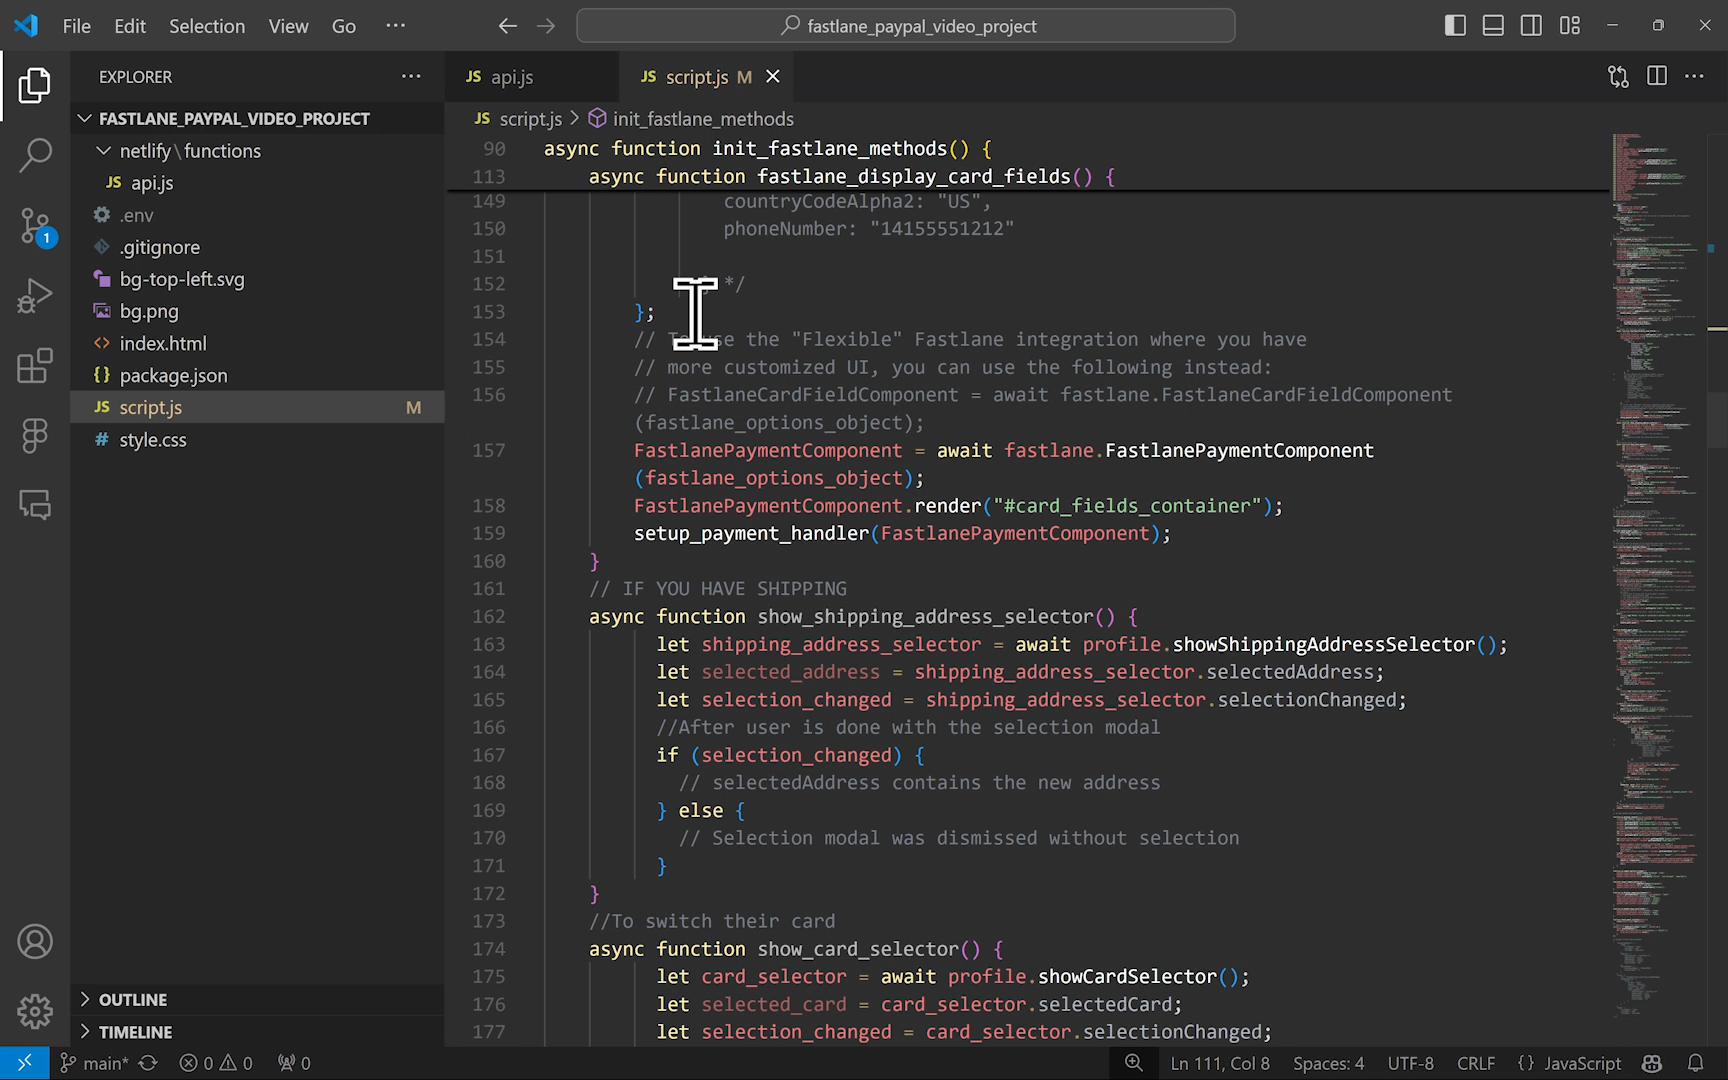 File Edit Selection View Go ···
fastlane_paypal_video_project
EXPLORER
FASTLANE_PAYPAL_VIDEO_PROJECT
netlify\functions
JS api.js
.env
.gitignore
bg-top-left.svg
bg.png
<> index.html
{} package.json
JS script.js M
# style.css
OUTLINE
TIMELINE
1
JS api.js
JS script.js M
JS script.js > init_fastlane_methods
90 async function init_fastlane_methods() {
113 async function fastlane_display_card_fields() {
149 countryCodeAlpha2: "US",
150 phoneNumber: "14155551212"
151
152 */
153 };
154 // use the "Flexible" Fastlane integration where you have
155 // more customized UI, you can use the following instead:
156 // FastlaneCardFieldComponent = await fastlane.FastlaneCardFieldComponent
(fastlane_options_object);
157 FastlanePaymentComponent = await fastlane.FastlanePaymentComponent
(fastlane_options_object);
158 FastlanePaymentComponent.render("#card_fields_container");
159 setup_payment_handler(FastlanePaymentComponent);
160 }
161 // IF YOU HAVE SHIPPING
162 async function show_shipping_address_selector() {
163 let shipping_address_selector = await profile.showShippingAddressSelector();
164 let selected_address = shipping_address_selector.selectedAddress;
165 let selection_changed = shipping_address_selector.selectionChanged;
166 //After user is done with the selection modal
167 if (selection_changed) {
168 // selectedAddress contains the new address
169 } else {
170 // Selection modal was dismissed without selection
171 }
172 }
173 //To switch their card
174 async function show_card_selector() {
175 let card_selector = await profile.showCardSelector();
176 let selected_card = card_selector.selectedCard;
177 let selection_changed = card_selector.selectionChanged;
main* 0 0 0 Ln 111, Col 8 Spaces: 4 UTF-8 CRLF {} JavaScript